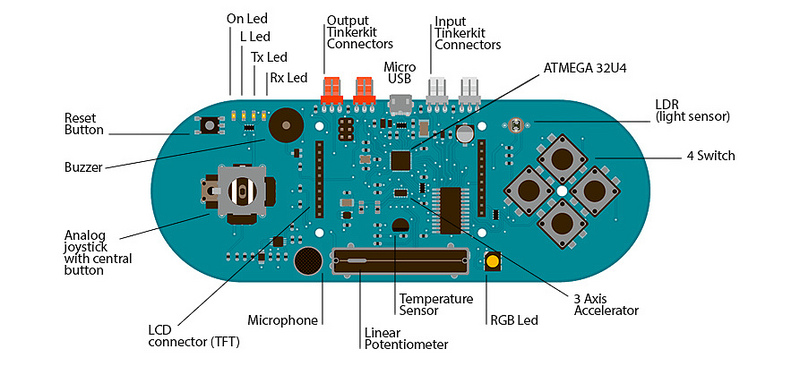 On Led
L Led
Tx Led
Rx Led
Output
Tinkerkit
Connectors
Micro
USB
Input
Tinkerkit
Connectors
ATMEGA 32U4
LDR
(light sensor)
4 Switch
Reset
Button
Buzzer
Analog
joystick
with central
button
LCD
connector (TFT)
Microphone
Linear
Potentiometer
Temperature
Sensor
RGB Led
3 Axis
Accelerator